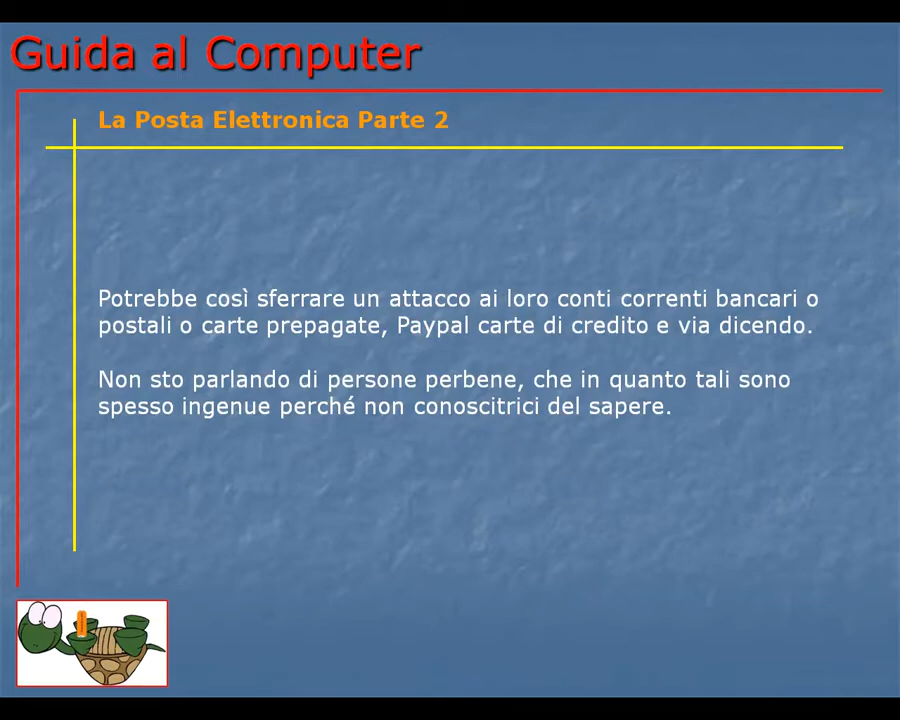 Guida al Computer
La Posta Elettronica Parte 2
Potrebbe così sferrare un attacco ai loro conti correnti bancari o
postali o carte prepagate, Paypal carte di credito e via dicendo.
Non sto parlando di persone perbene, che in quanto tali sono
spesso ingenue perché non conoscitrici del sapere.